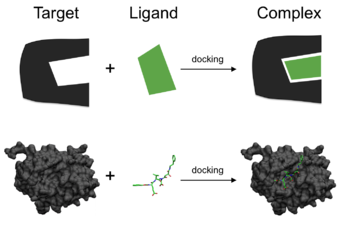 Target Ligand Complex
+ docking
+ docking